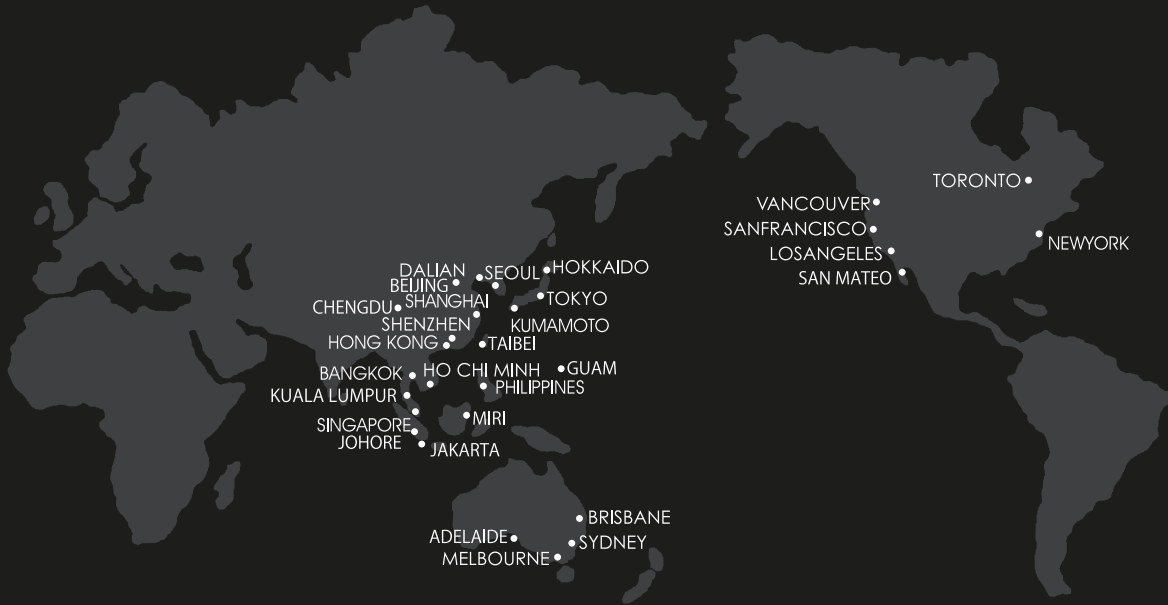 TORONTO
VANCOUVER
SANFRANCISCO
NEWYORK
LOSANGELES
SAN MATEO
DALIAN
SEOUL
HOKKAIDO
BEIJING
SHANGHAI
TOKYO
CHENGDU
SHENZHEN
KUMAMOTO
HONG KONG
TAIBEI
BANGKOK
HO CHI MINH
GUAM
PHILIPPINES
KUALA LUMPUR
MIRI
SINGAPORE
JOHORE
JAKARTA
BRISBANE
ADELAIDE
SYDNEY
MELBOURNE